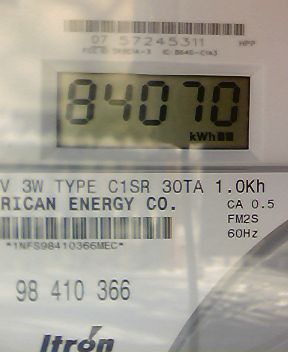 07 57245311 HPP
84070
kWh
V 3W TYPE C1SR 30TA 1.0Kh
RICAN ENERGY CO. CA 0.5
FM2S
60Hz
*1NFS98410366MEC*
98 410 366
Itron